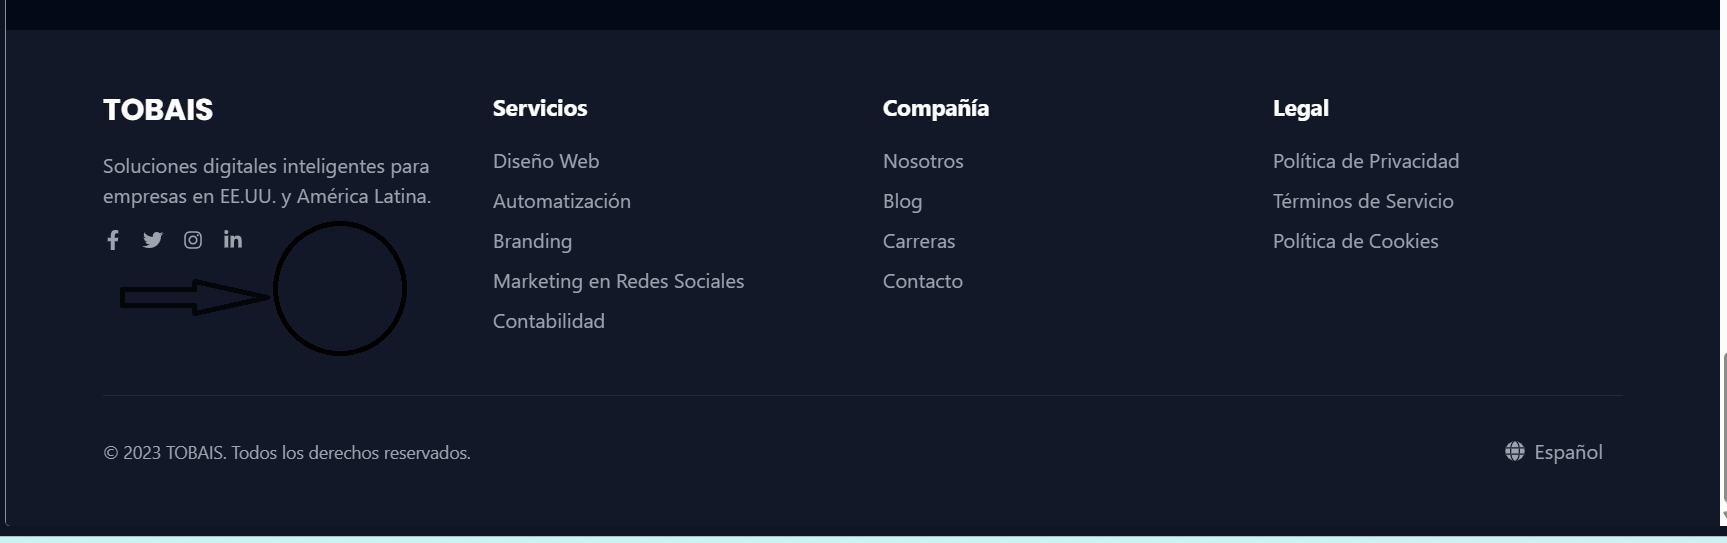 TOBAIS
Soluciones digitales inteligentes para
empresas en EE.UU. y América Latina.
Servicios
Diseño Web
Automatización
Branding
Marketing en Redes Sociales
Contabilidad
Compañía
Nosotros
Blog
Carreras
Contacto
Legal
Política de Privacidad
Términos de Servicio
Política de Cookies
© 2023 TOBAIS. Todos los derechos reservados.
Español